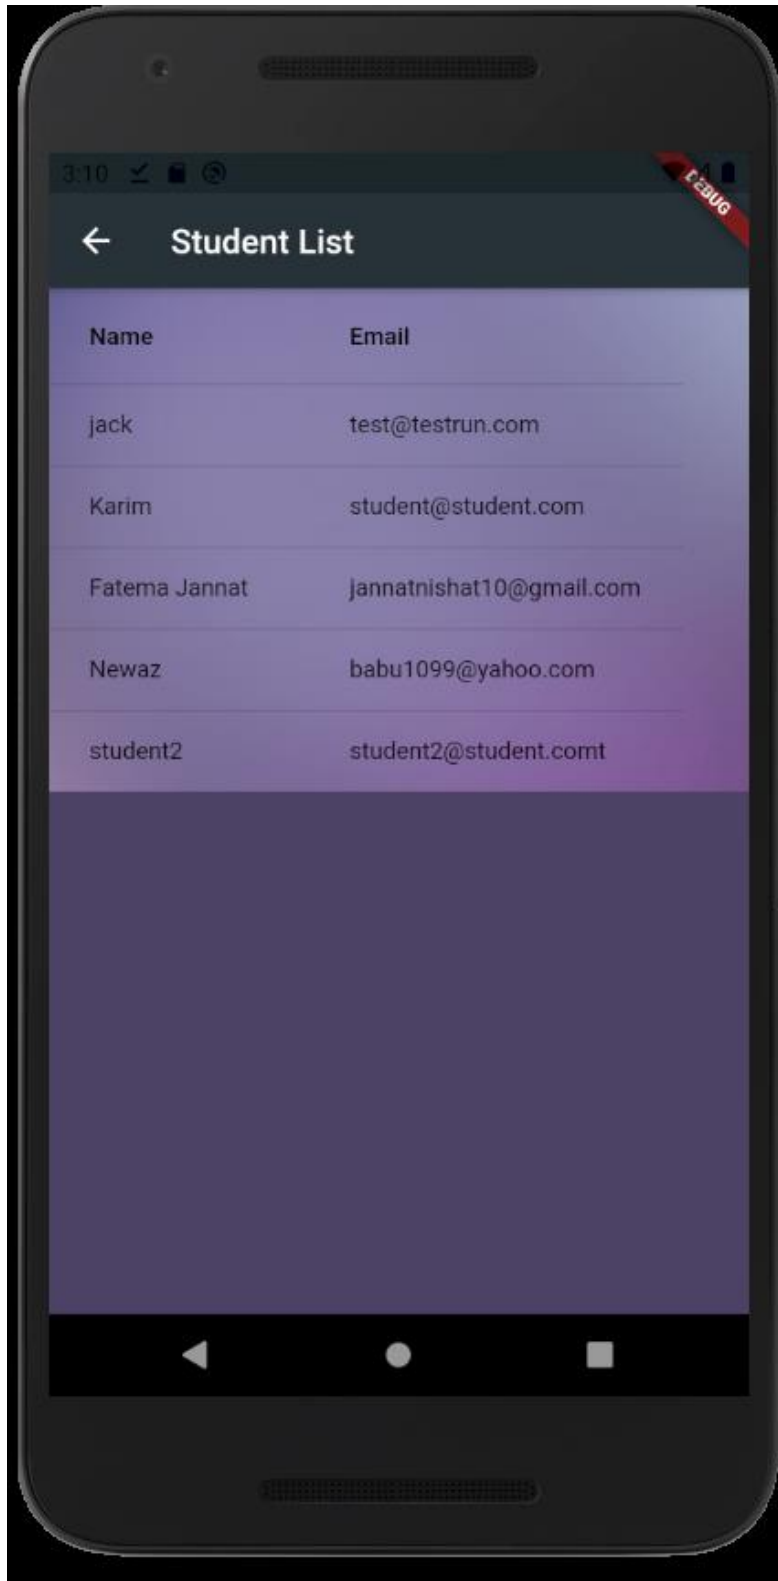 3:10
DEBUG
Student List
Name Email
jack test@testrun.com
Karim student@student.com
Fatema Jannat jannatnishat10@gmail.com
Newaz babu1099@yahoo.com
student2 student2@student.comt